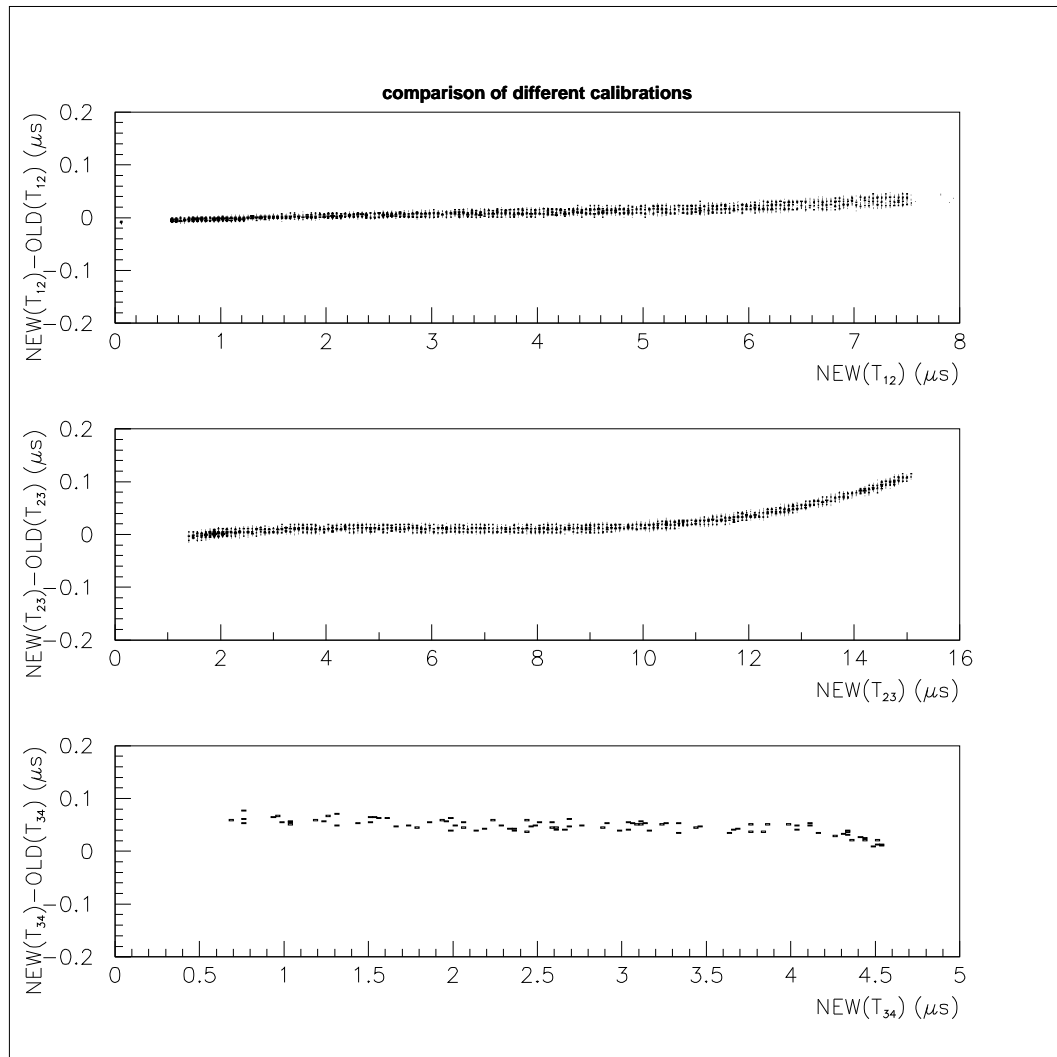 comparison of different calibrations
NEW(T12)−OLD(T12) (μs)
0.2
0.1
0
−0.1
−0.2
0 1 2 3 4 5 6 7 8
NEW(T12) (μs)
NEW(T23)−OLD(T23) (μs)
0.2
0.1
0
−0.1
−0.2
0 2 4 6 8 10 12 14 16
NEW(T23) (μs)
NEW(T34)−OLD(T34) (μs)
0.2
0.1
0
−0.1
−0.2
0 0.5 1 1.5 2 2.5 3 3.5 4 4.5 5
NEW(T34) (μs)